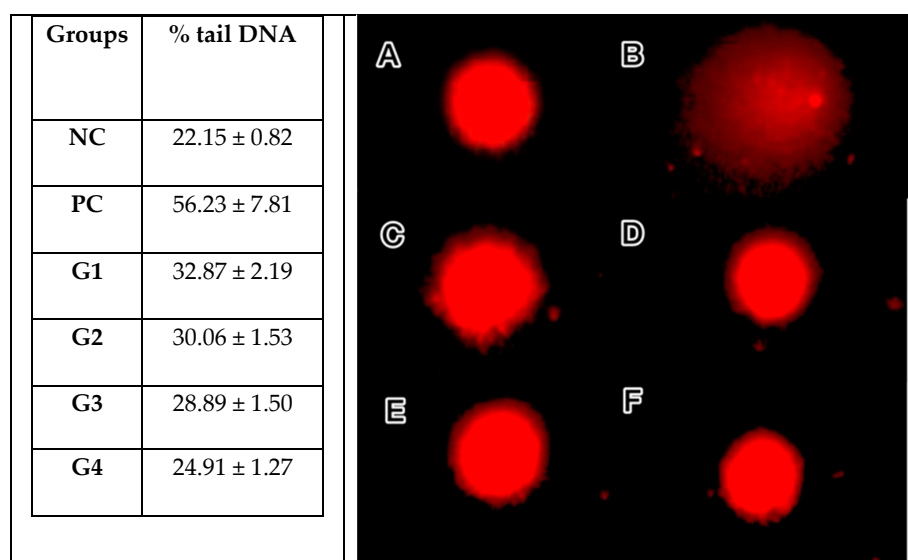 Groups % tail DNA
NC 22.15 ± 0.82
PC 56.23 ± 7.81
G1 32.87 ± 2.19
G2 30.06 ± 1.53
G3 28.89 ± 1.50
G4 24.91 ± 1.27
A B
C D
E F